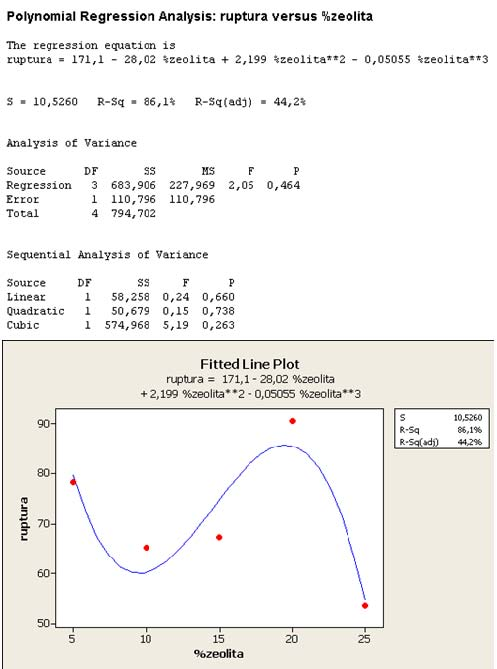 Polynomial Regression Analysis: ruptura versus %zeolita
The regression equation is
ruptura = 171,1 - 28,02 %zeolita + 2,199 %zeolita**2 - 0,05055 %zeolita**3
S = 10,5260 R-Sq = 86,1% R-Sq(adj) = 44,2%
Analysis of Variance
Source DF SS MS F P
Regression 3 683,906 227,969 2,06 0,464
Error 1 110,796 110,796
Total 4 794,702
Sequential Analysis of Variance
Source DF SS F P
Linear 1 58,258 0,24 0,660
Quadratic 1 50,679 0,15 0,738
Cubic 1 574,968 5,19 0,263
Fitted Line Plot
ruptura = 171,1 - 28,02 %zeolita
+ 2,199 %zeolita**2 - 0,05055 %zeolita**3
S 10,5260
R-Sq 86,1%
R-Sq(adj) 44,2%
90
80
70
60
50
ruptura
5 10 15 20 25
%zeolita